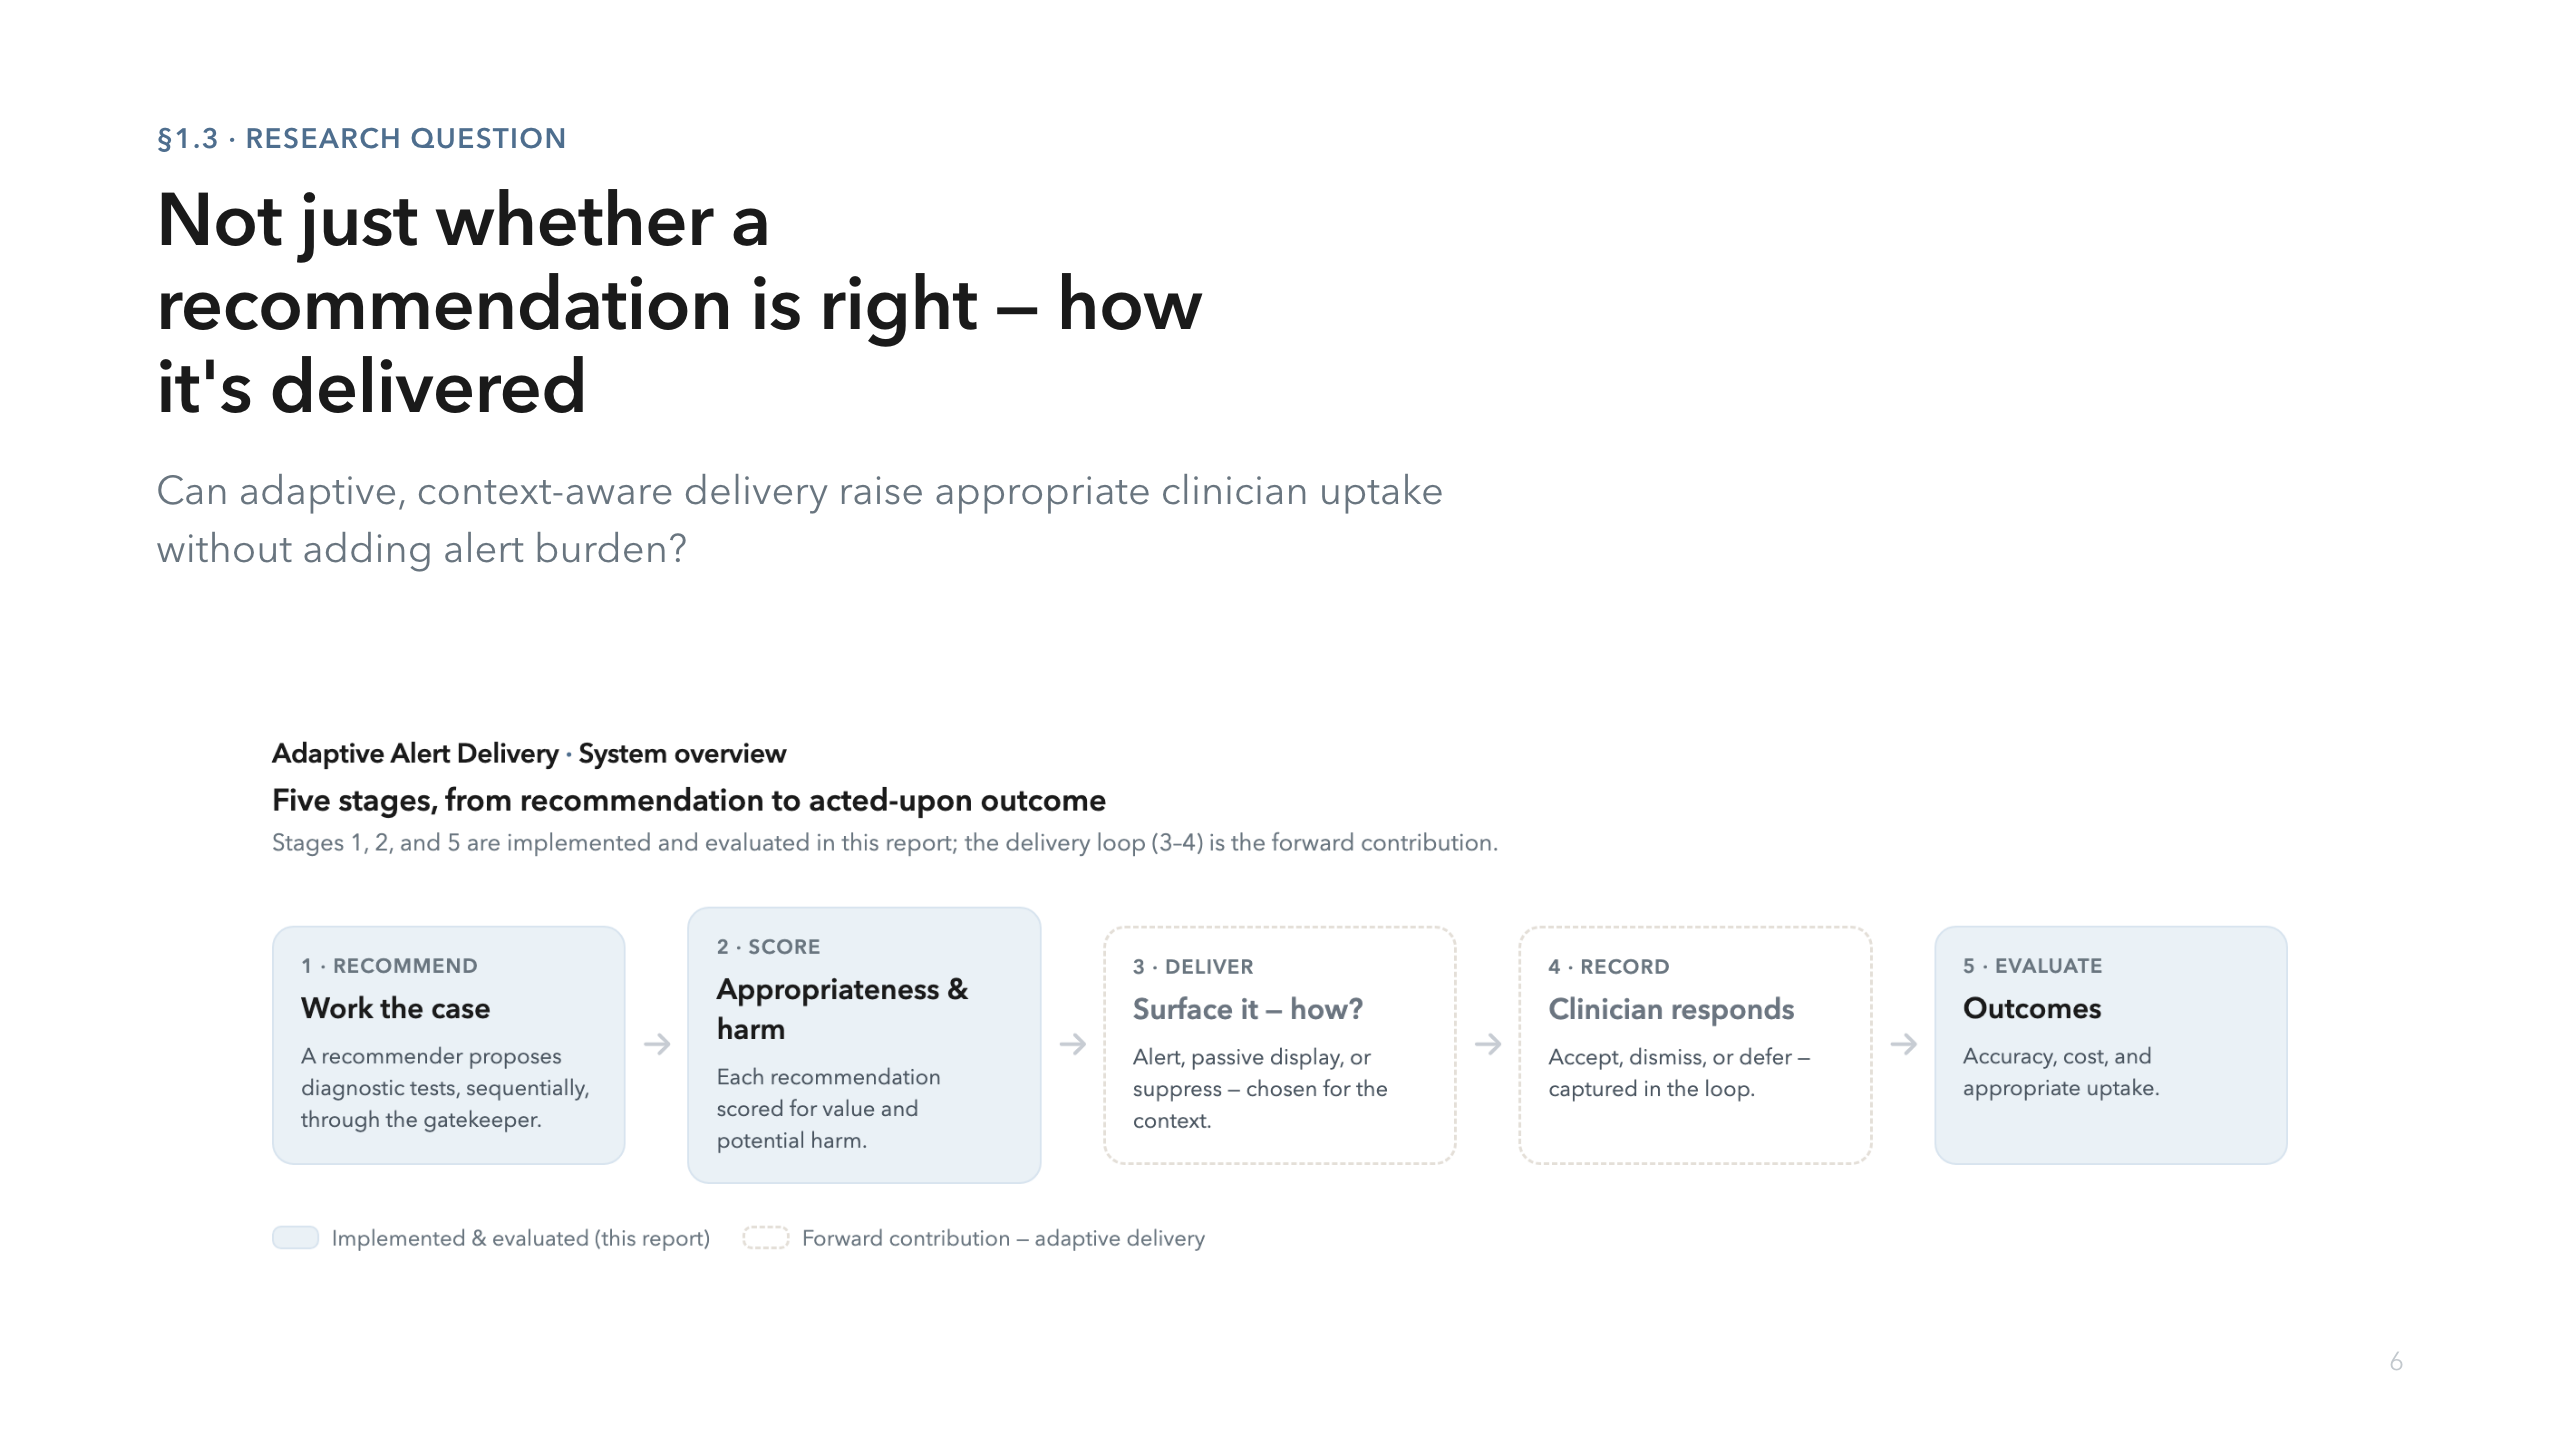 §1.3 · RESEARCH QUESTION
Not just whether a
recommendation is right – how
it's delivered
Can adaptive, context-aware delivery raise appropriate clinician uptake
without adding alert burden?
Adaptive Alert Delivery · System overview
Five stages, from recommendation to acted-upon outcome
Stages 1, 2, and 5 are implemented and evaluated in this report; the delivery loop (3–4) is the forward contribution.
1 · RECOMMEND
Work the case
A recommender proposes
diagnostic tests, sequentially,
through the gatekeeper.
→
2 · SCORE
Appropriateness &
harm
Each recommendation
scored for value and
potential harm.
→
3 · DELIVER
Surface it – how?
Alert, passive display, or
suppress – chosen for the
context.
→
4 · RECORD
Clinician responds
Accept, dismiss, or defer –
captured in the loop.
→
5 · EVALUATE
Outcomes
Accuracy, cost, and
appropriate uptake.
Implemented & evaluated (this report)
Forward contribution – adaptive delivery
6